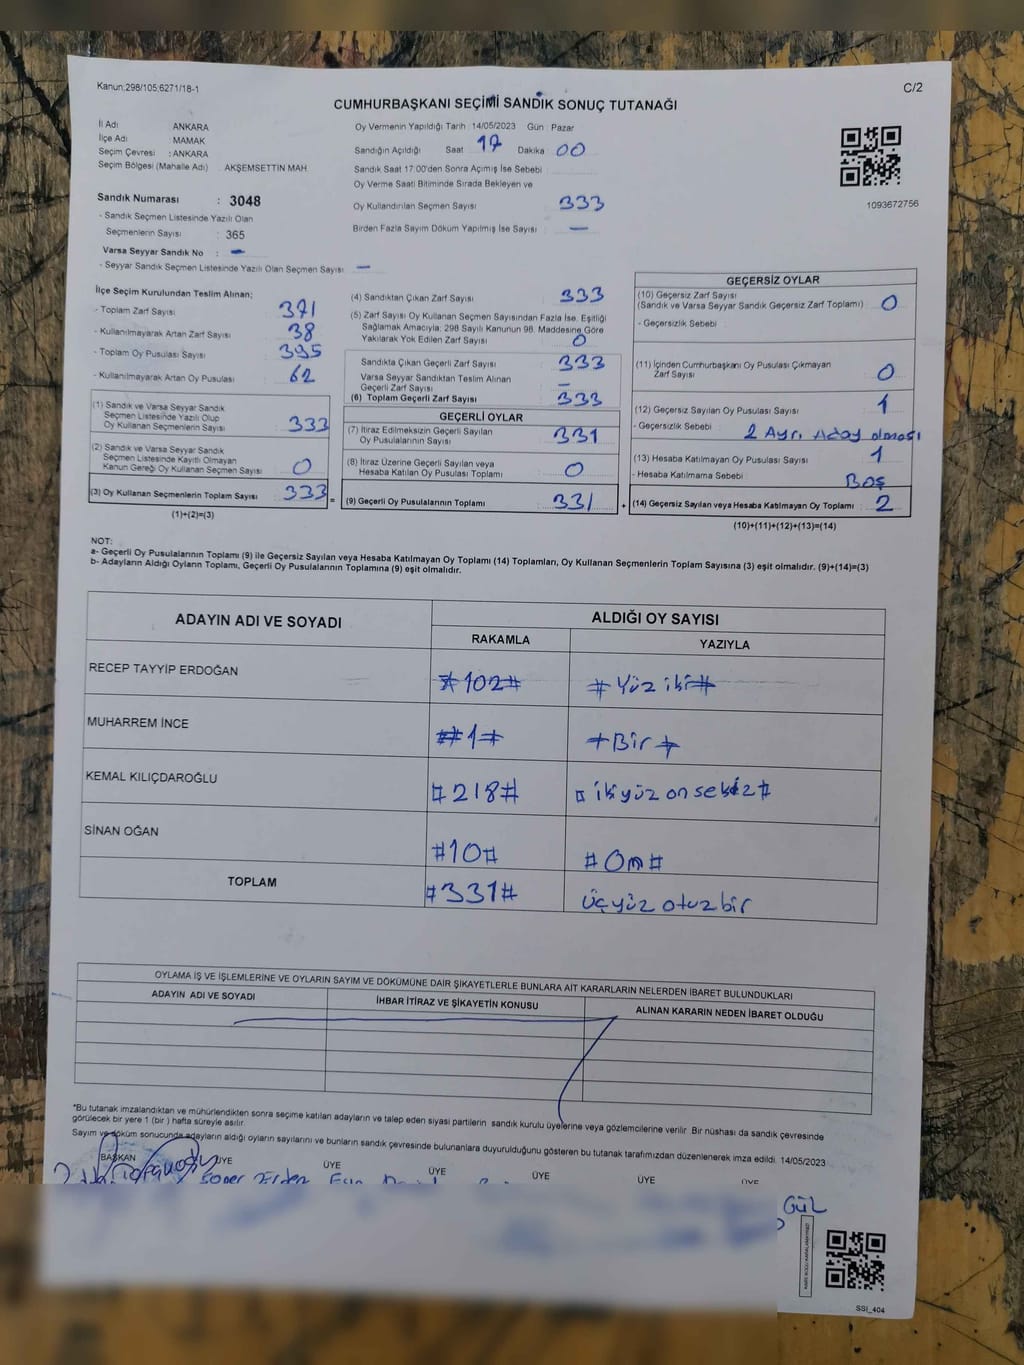 Kanun:298/105,6271/18-1
C/2
CUMHURBAŞKANI SEÇİMİ SANDIK SONUÇ TUTANAĞI
İl Adı ANKARA
İlçe Adı MAMAK
Seçim Çevresi : ANKARA
Seçim Bölgesi (Mahalle Adı) AKŞEMSETTİN MAH
Oy Vermenin Yapıldığı Tarih :14/05/2023 Gün : Pazar
Sandığın Açıldığı Saat 17 Dakika 00
Sandık Saat 17:00'den Sonra Açımış İse Sebebi
Oy Verme Saati Bitiminde Sırada Bekleyen ve
Oy Kullandırılan Seçmen Sayısı 333
Birden Fazla Sayım Döküm Yapılmış İse Sayısı : —
1093672756
Sandık Numarası : 3048
- Sandık Seçmen Listesinde Yazılı Olan
Seçmenlerin Sayısı : 365
Varsa Seyyar Sandık No : —
- Seyyar Sandık Seçmen Listesinde Yazılı Olan Seçmen Sayısı: —
İlçe Seçim Kurulundan Teslim Alınan;
- Toplam Zarf Sayısı : 371
- Kullanılmayarak Artan Zarf Sayısı : 38
- Toplam Oy Pusulası Sayısı : 395
- Kullanılmayarak Artan Oy Pusulası : 62
(1) Sandık ve Varsa Seyyar Sandık
Seçmen Listesinde Yazılı Olup
Oy Kullanan Seçmenlerin Sayısı : 333
(2) Sandık ve Varsa Seyyar Sandık
Seçmen Listesinde Kayıtlı Olmayan
Kanun Gereği Oy Kullanan Seçmen Sayısı : 0
(3) Oy Kullanan Seçmenlerin Toplam Sayısı : 333 =
(1)+(2)=(3)
(4) Sandıktan Çıkan Zarf Sayısı : 333
(5) Zarf Sayısı Oy Kullanan Seçmen Sayısından Fazla İse, Eşitliği
Sağlamak Amacıyla; 298 Sayılı Kanunun 98. Maddesine Göre
Yakılarak Yok Edilen Zarf Sayısı : 0
Sandıkta Çıkan Geçerli Zarf Sayısı : 333
Varsa Seyyar Sandıktan Teslim Alınan
Geçerli Zarf Sayısı : —
(6) Toplam Geçerli Zarf Sayısı : 333
GEÇERLİ OYLAR
(7) İtiraz Edilmeksizin Geçerli Sayılan
Oy Pusulalarının Sayısı : 331
(8) İtiraz Üzerine Geçerli Sayılan veya
Hesaba Katılan Oy Pusulası Toplamı : 0
(9) Geçerli Oy Pusulalarının Toplamı : 331 +
GEÇERSİZ OYLAR
(10) Geçersiz Zarf Sayısı
(Sandık ve Varsa Seyyar Sandık Geçersiz Zarf Toplamı) : 0
- Geçersizlik Sebebi :
(11) İçinden Cumhurbaşkanı Oy Pusulası Çıkmayan
Zarf Sayısı : 0
(12) Geçersiz Sayılan Oy Pusulası Sayısı : 1
- Geçersizlik Sebebi : 2 Ayrı Aday olması
(13) Hesaba Katılmayan Oy Pusulası Sayısı : 1
- Hesaba Katılmama Sebebi : Boş
(14) Geçersiz Sayılan veya Hesaba Katılmayan Oy Toplamı : 2
(10)+(11)+(12)+(13)=(14)
NOT:
a- Geçerli Oy Pusulalarının Toplamı (9) ile Geçersiz Sayılan veya Hesaba Katılmayan Oy Toplamı (14) Toplamları, Oy Kullanan Seçmenlerin Toplam Sayısına (3) eşit olmalıdır. (9)+(14)=(3)
b- Adayların Aldığı Oyların Toplamı, Geçerli Oy Pusulalarının Toplamına (9) eşit olmalıdır.
ADAYIN ADI VE SOYADI
ALDIĞI OY SAYISI
RAKAMLA YAZIYLA
RECEP TAYYİP ERDOĞAN #102# #Yüz iki#
MUHARREM İNCE ##1# #Bir#
KEMAL KILIÇDAROĞLU #218# #ikiyüz on sekiz#
SİNAN OĞAN #10# #On#
TOPLAM #331# Üçyüz otuz bir
OYLAMA İŞ VE İŞLEMLERİNE VE OYLARIN SAYIM VE DÖKÜMÜNE DAİR ŞİKAYETLERLE BUNLARA AİT KARARLARIN NELERDEN İBARET BULUNDUKLARI
ADAYIN ADI VE SOYADI İHBAR İTİRAZ VE ŞİKAYETİN KONUSU ALINAN KARARIN NEDEN İBARET OLDUĞU
*Bu tutanak imzalandıktan ve mühürlendikten sonra seçime katılan adayların ve talep eden siyasi partilerin sandık kurulu üyelerine veya gözlemcilerine verilir. Bir nüshası da sandık çevresinde
görülecek bir yere 1 (bir) hafta süreyle asılır.
Sayım ve döküm sonucunda adayların aldığı oyların sayılarını ve bunların sandık çevresinde bulunanlara duyurulduğunu gösteren bu tutanak tarafımızdan düzenlenerek imza edildi. 14/05/2023
BAŞKAN ÜYE ÜYE ÜYE ÜYE ÜYE ÜYE
GÜL
SSI_404